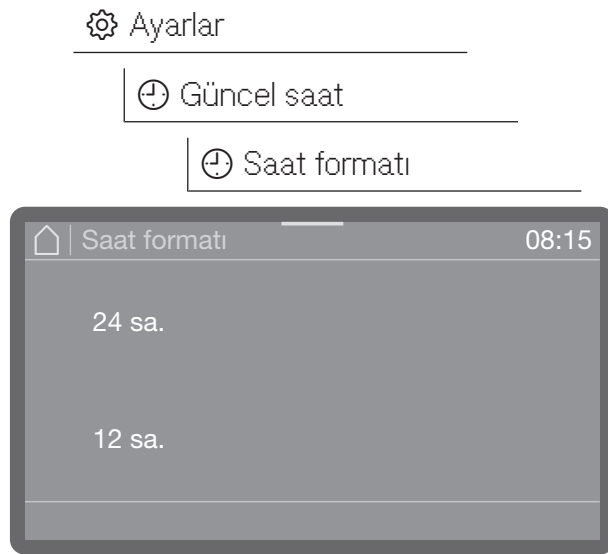 Ayarlar
Güncel saat
Saat formatı
Saat formatı 08:15
24 sa.
12 sa.